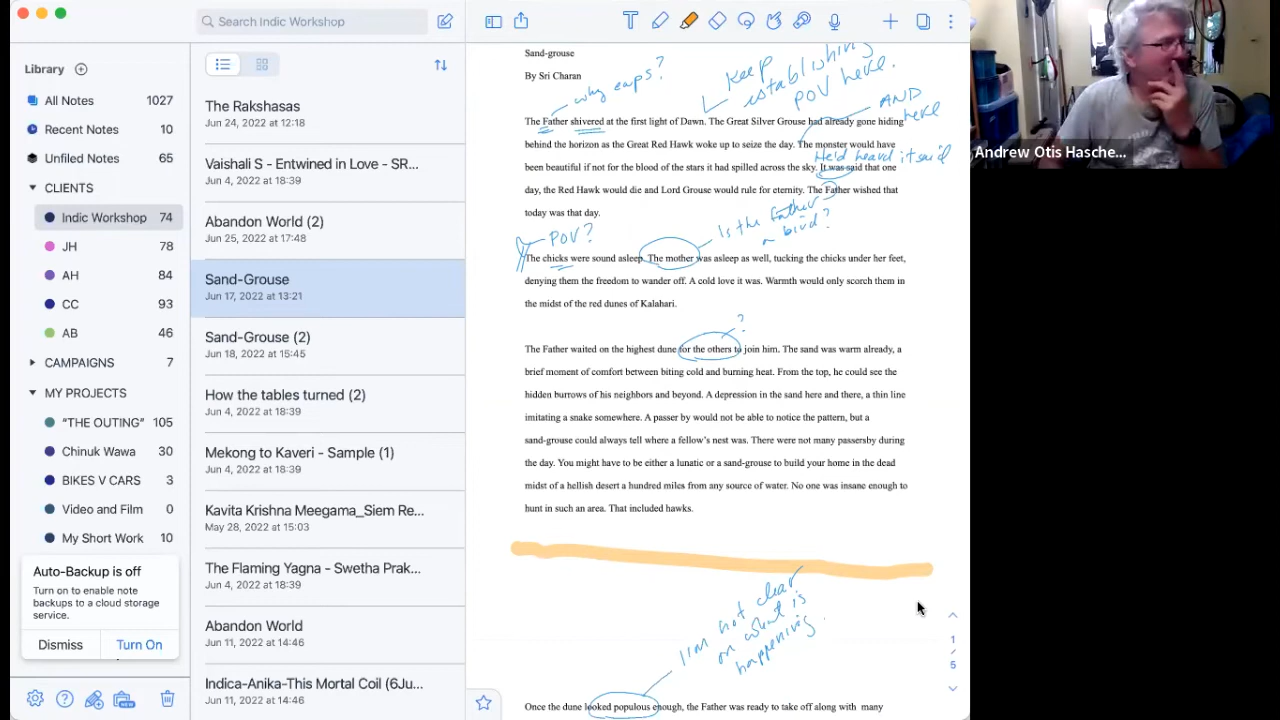 Search Indic Workshop
Library
All Notes 1027
Recent Notes 10
Unfiled Notes 65
CLIENTS
Indic Workshop 74
JH 78
AH 84
CC 93
AB 46
CAMPAIGNS 7
MY PROJECTS
“THE OUTING” 105
Chinuk Wawa 30
BIKES V CARS 3
Video and Film 0
My Short Work 10
Auto-Backup is off
Turn on to enable note
backups to a cloud storage
service.
Dismiss Turn On
The Rakshasas
Jun 24, 2022 at 20:18
Vaishali S - Entwined in Love - SR...
Jun 4, 2022 at 18:39
Abandon World (2)
Jun 25, 2022 at 17:48
Sand-Grouse
Jun 17, 2022 at 13:21
Sand-Grouse (2)
Jun 18, 2022 at 15:45
How the tables turned (2)
Jun 4, 2022 at 18:39
Mekong to Kaveri - Sample (1)
Jun 4, 2022 at 18:39
Kavita Krishna Meegama_Siem Re...
May 28, 2022 at 15:03
The Flaming Yagna - Swetha Prak...
Jun 4, 2022 at 18:39
Abandon World
Jun 11, 2022 at 14:46
Indica-Anika-This Mortal Coil (6Ju...
Jun 11, 2022 at 14:46
Sand-grouse
By Sri Charan
why caps?
Keep
establishing
POV here.
AND
here
The Father shivered at the first light of Dawn. The Great Silver Grouse had already gone hiding
behind the horizon as the Great Red Hawk woke up to seize the day. The monster would have
He'd heard it said
been beautiful if not for the blood of the stars it had spilled across the sky. It was said that one
day, the Red Hawk would die and Lord Grouse would rule for eternity. The Father wished that
today was that day.
Is the Father
a bird?
POV?
The chicks were sound asleep. The mother was asleep as well, tucking the chicks under her feet,
denying them the freedom to wander off. A cold love it was. Warmth would only scorch them in
the midst of the red dunes of Kalahari.
?
The Father waited on the highest dune for the others to join him. The sand was warm already, a
brief moment of comfort between biting cold and burning heat. From the top, he could see the
hidden burrows of his neighbors and beyond. A depression in the sand here and there, a thin line
imitating a snake somewhere. A passer by would not be able to notice the pattern, but a
sand-grouse could always tell where a fellow's nest was. There were not many passersby during
the day. You might have to be either a lunatic or a sand-grouse to build your home in the dead
midst of a hellish desert a hundred miles from any source of water. No one was insane enough to
hunt in such an area. That included hawks.
I'm not clear
on what is
happening.
Once the dune looked populous enough, the Father was ready to take off along with many
1
/
5
Andrew Otis Hasche...